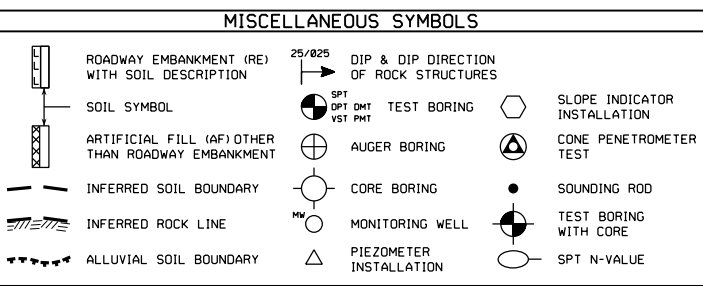 MISCELLANEOUS SYMBOLS
ROADWAY EMBANKMENT (RE)
WITH SOIL DESCRIPTION
SOIL SYMBOL
ARTIFICIAL FILL (AF) OTHER
THAN ROADWAY EMBANKMENT
INFERRED SOIL BOUNDARY
INFERRED ROCK LINE
ALLUVIAL SOIL BOUNDARY
25/025
DIP & DIP DIRECTION
OF ROCK STRUCTURES
SPT
DPT DMT TEST BORING
VST PMT
AUGER BORING
CORE BORING
MW
MONITORING WELL
PIEZOMETER
INSTALLATION
SLOPE INDICATOR
INSTALLATION
CONE PENETROMETER
TEST
SOUNDING ROD
TEST BORING
WITH CORE
SPT N-VALUE